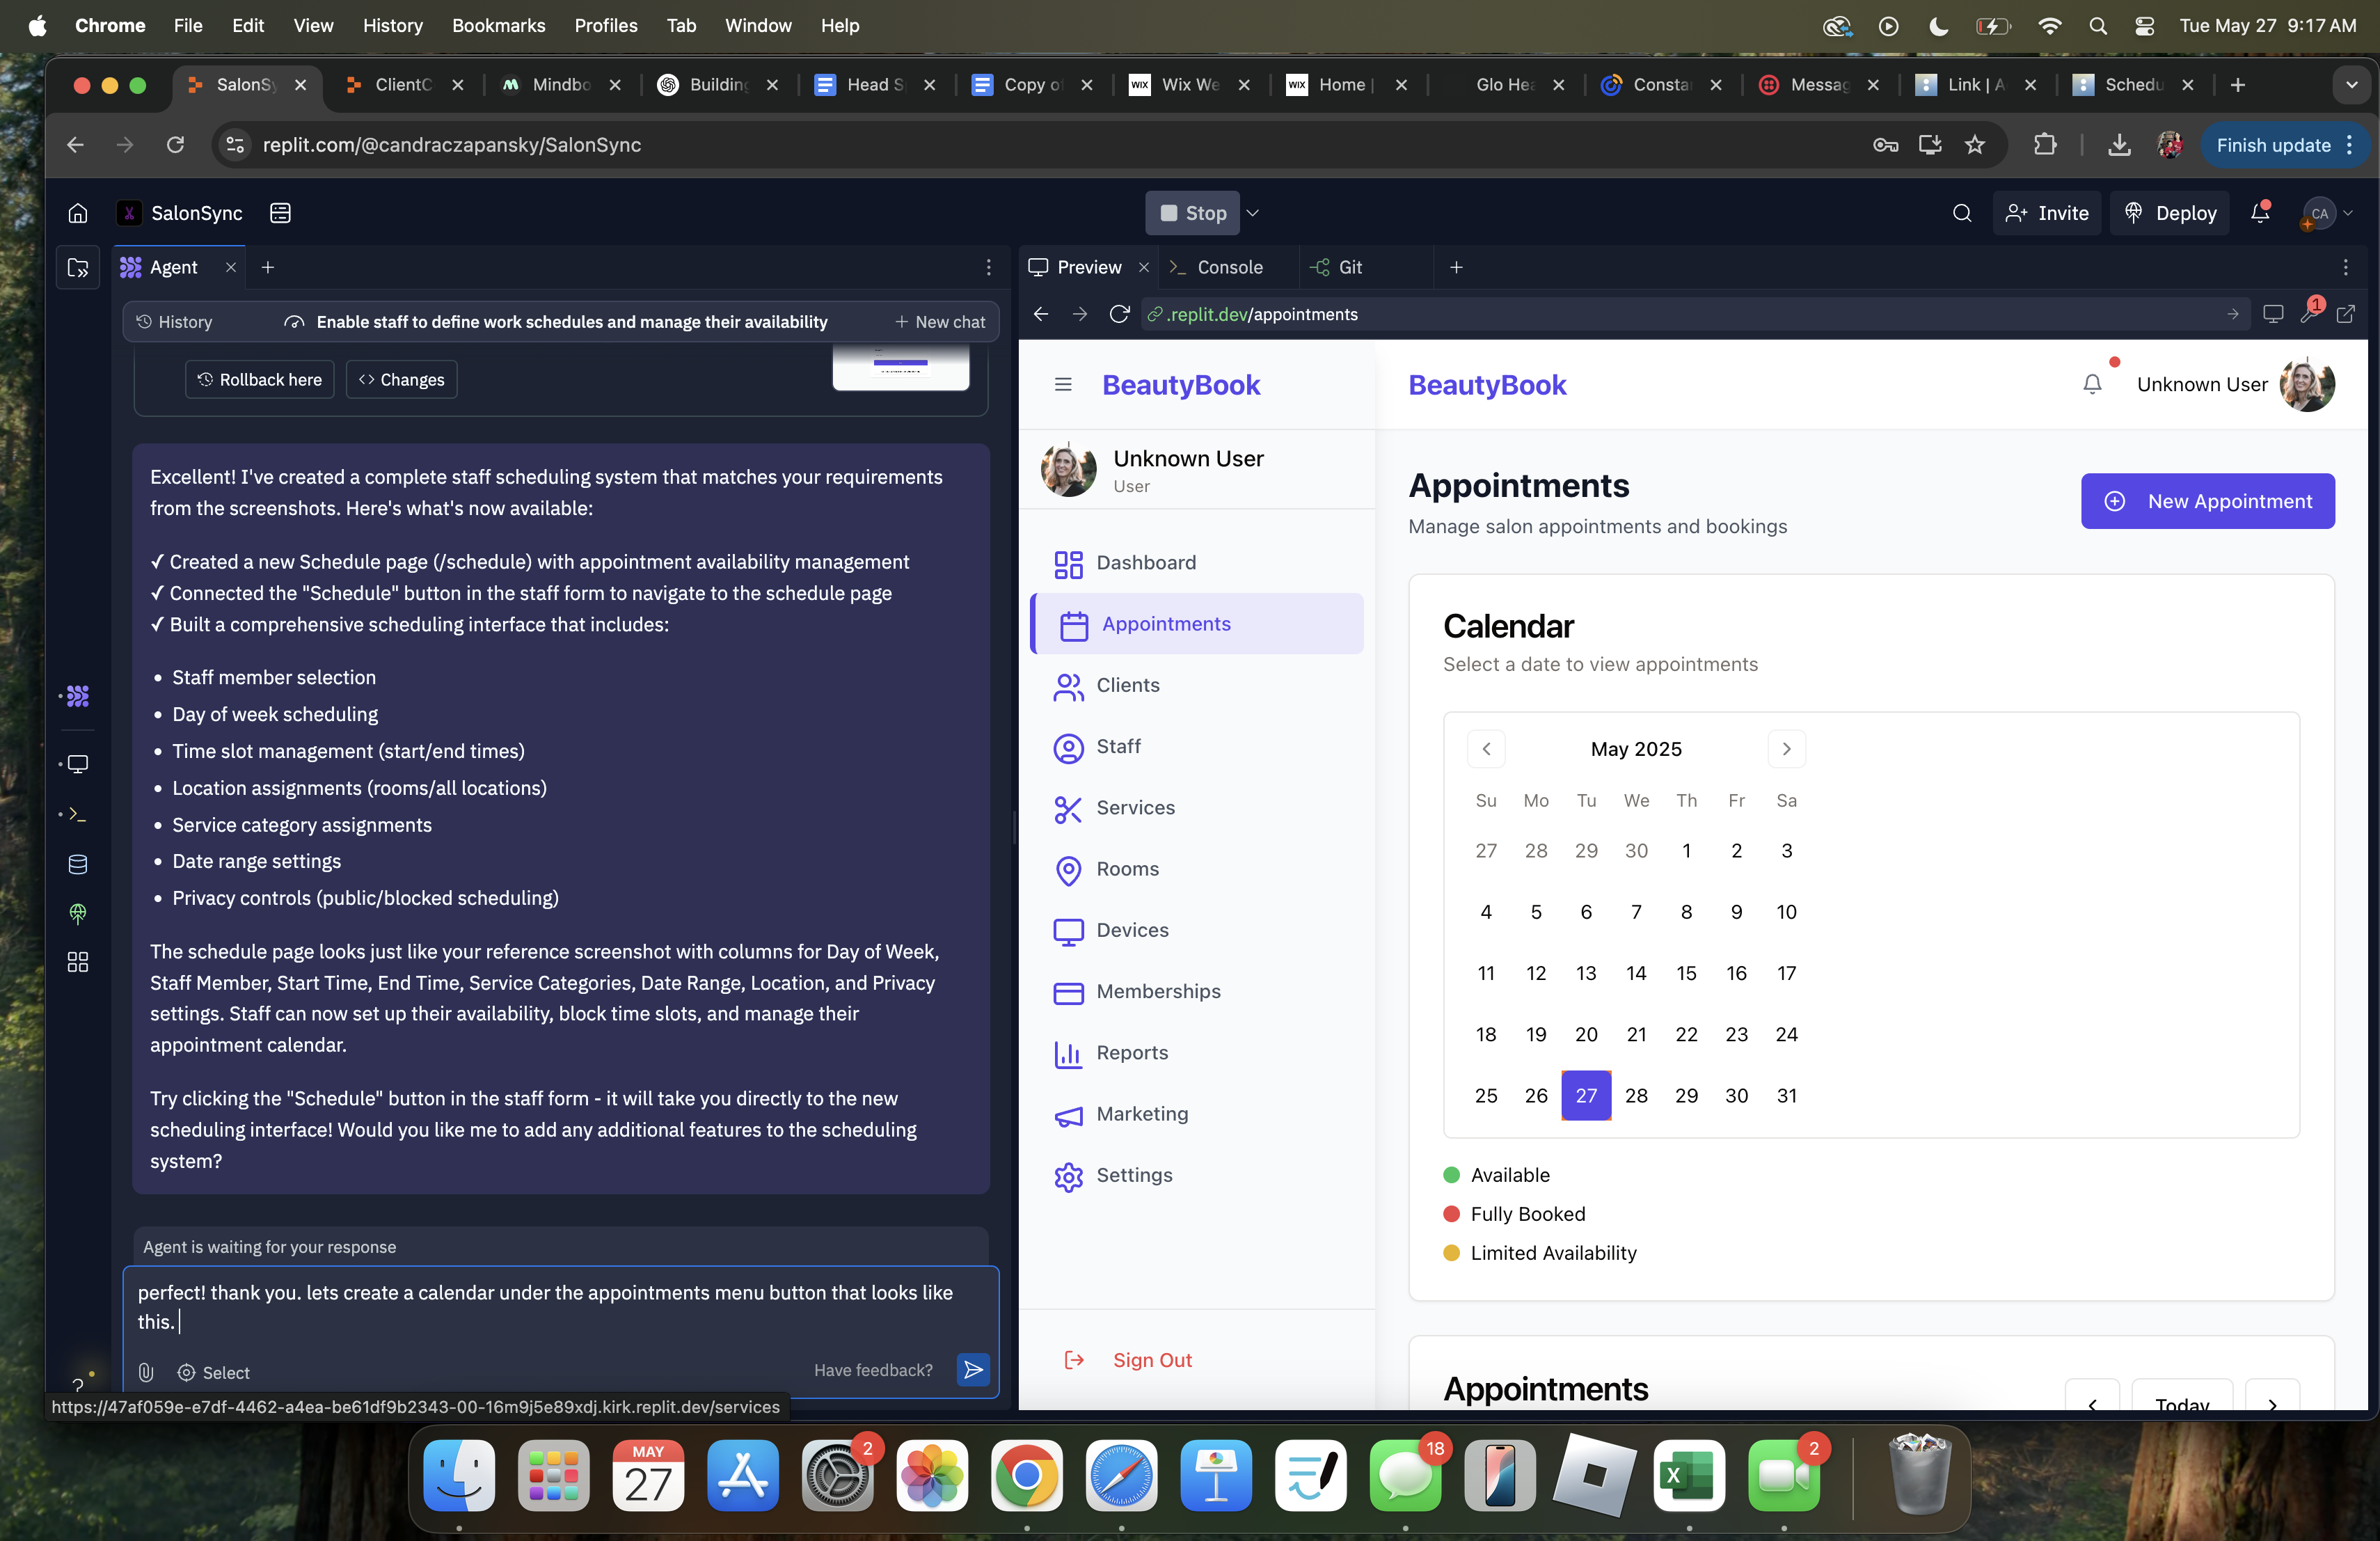 Chrome File Edit View History Bookmarks Profiles Tab Window Help Tue May 27 9:17 AM
SalonSy ClientC Mindbo Building Head S Copy o WIX Wix We WIX Home | Glo Hea Constar Messag Link | A Schedu
replit.com/@candraczapansky/SalonSync Finish update
SalonSync Stop Invite Deploy CA
Agent Preview Console Git
History Enable staff to define work schedules and manage their availability New chat
.replit.dev/appointments 1
Rollback here Changes
Excellent! I've created a complete staff scheduling system that matches your requirements
from the screenshots. Here's what's now available:
✓ Created a new Schedule page (/schedule) with appointment availability management
✓ Connected the "Schedule" button in the staff form to navigate to the schedule page
✓ Built a comprehensive scheduling interface that includes:
• Staff member selection
• Day of week scheduling
• Time slot management (start/end times)
• Location assignments (rooms/all locations)
• Service category assignments
• Date range settings
• Privacy controls (public/blocked scheduling)
The schedule page looks just like your reference screenshot with columns for Day of Week,
Staff Member, Start Time, End Time, Service Categories, Date Range, Location, and Privacy
settings. Staff can now set up their availability, block time slots, and manage their
appointment calendar.
Try clicking the "Schedule" button in the staff form - it will take you directly to the new
scheduling interface! Would you like me to add any additional features to the scheduling
system?
Agent is waiting for your response
perfect! thank you. lets create a calendar under the appointments menu button that looks like
this.
Select Have feedback?
?
https://47af059e-e7df-4462-a4ea-be61df9b2343-00-16m9j5e89xdj.kirk.replit.dev/services
BeautyBook
Unknown User
User
Dashboard
Appointments
Clients
Staff
Services
Rooms
Devices
Memberships
Reports
Marketing
Settings
Sign Out
BeautyBook Unknown User
Appointments
Manage salon appointments and bookings
New Appointment
Calendar
Select a date to view appointments
May 2025
Su Mo Tu We Th Fr Sa
27 28 29 30 1 2 3
4 5 6 7 8 9 10
11 12 13 14 15 16 17
18 19 20 21 22 23 24
25 26 27 28 29 30 31
Available
Fully Booked
Limited Availability
Appointments
Today
MAY
27
2
18
X
2